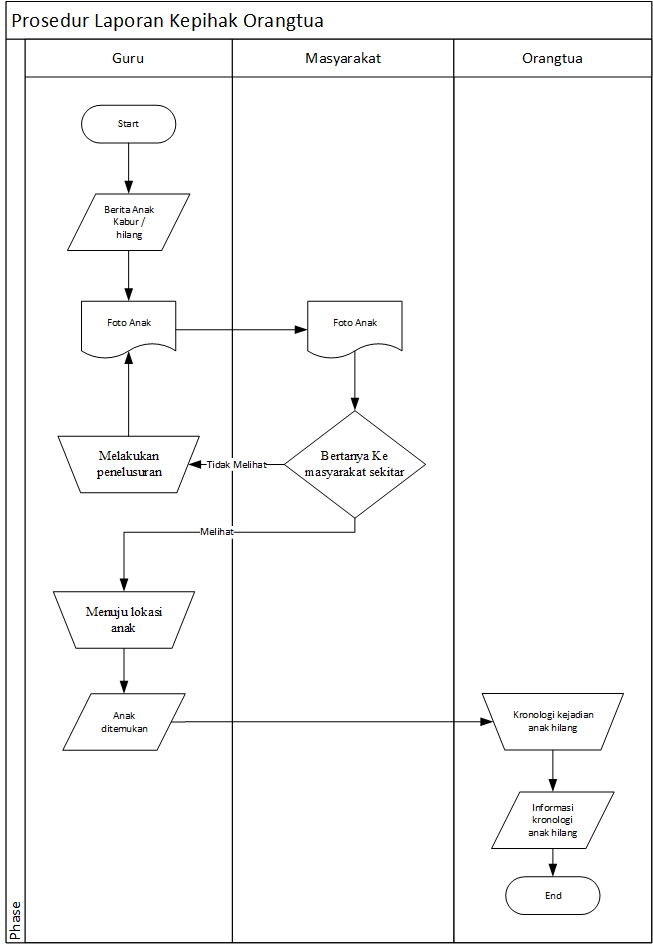 Prosedur Laporan Kepihak Orangtua
Guru
Masyarakat
Orangtua
Start
Berita Anak
Kabur /
hilang
Foto Anak
Foto Anak
Melakukan
penelusuran
Tidak Melihat
Bertanya Ke
masyarakat sekitar
Melihat
Menuju lokasi
anak
Anak
ditemukan
Kronologi kejadian
anak hilang
Informasi
kronologi
anak hilang
End
Phase